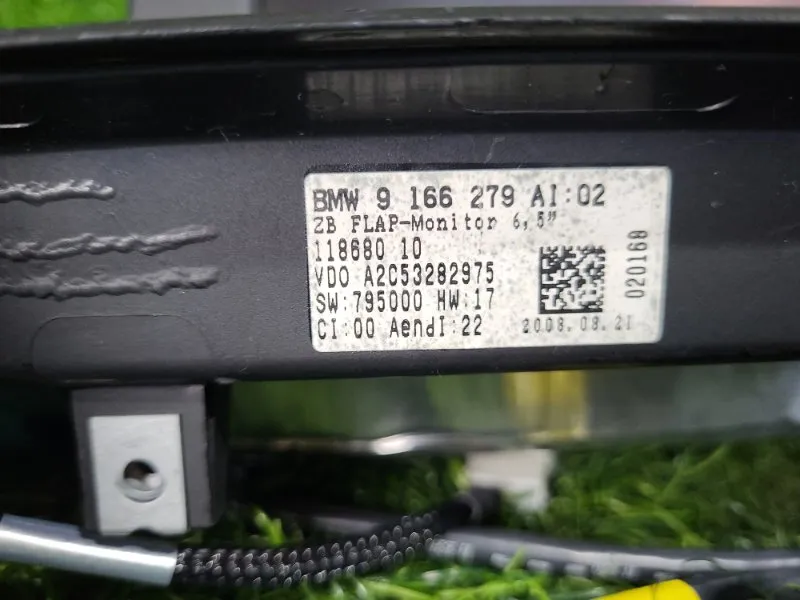 BMW 9 166 279 AI:02
ZB FLAP-Monitor 6,5"
118680 10
VDO A2C53282975
SW:795000 HW:17
CI:00 AendI:22
2008.08.21
020168